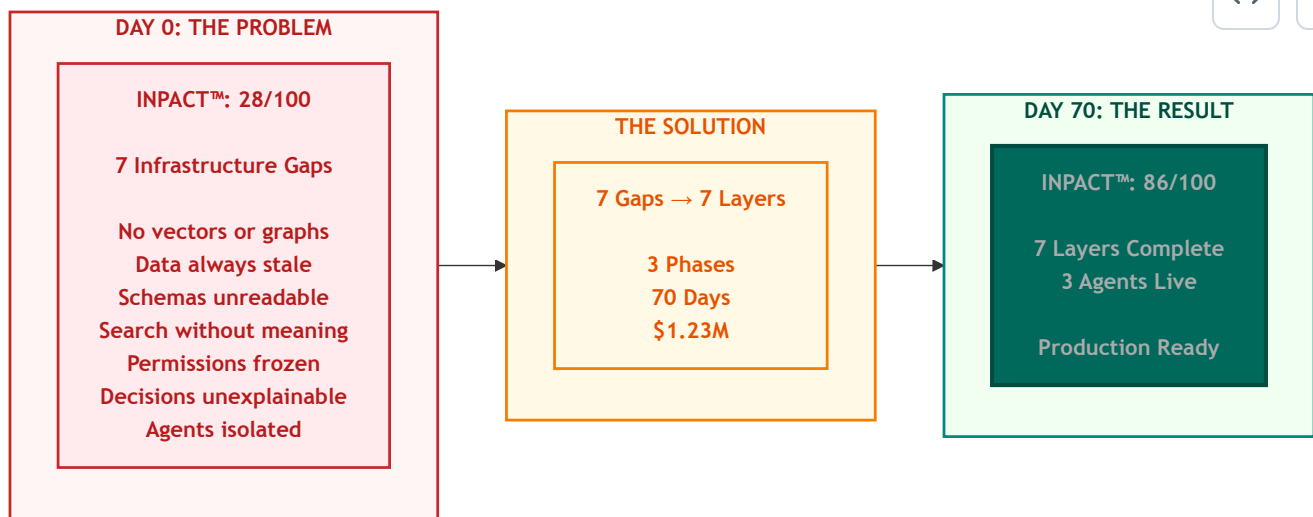 DAY 0: THE PROBLEM
INPACT™: 28/100
7 Infrastructure Gaps
No vectors or graphs
Data always stale
Schemas unreadable
Search without meaning
Permissions frozen
Decisions unexplainable
Agents isolated
THE SOLUTION
7 Gaps → 7 Layers
3 Phases
70 Days
$1.23M
DAY 70: THE RESULT
INPACT™: 86/100
7 Layers Complete
3 Agents Live
Production Ready